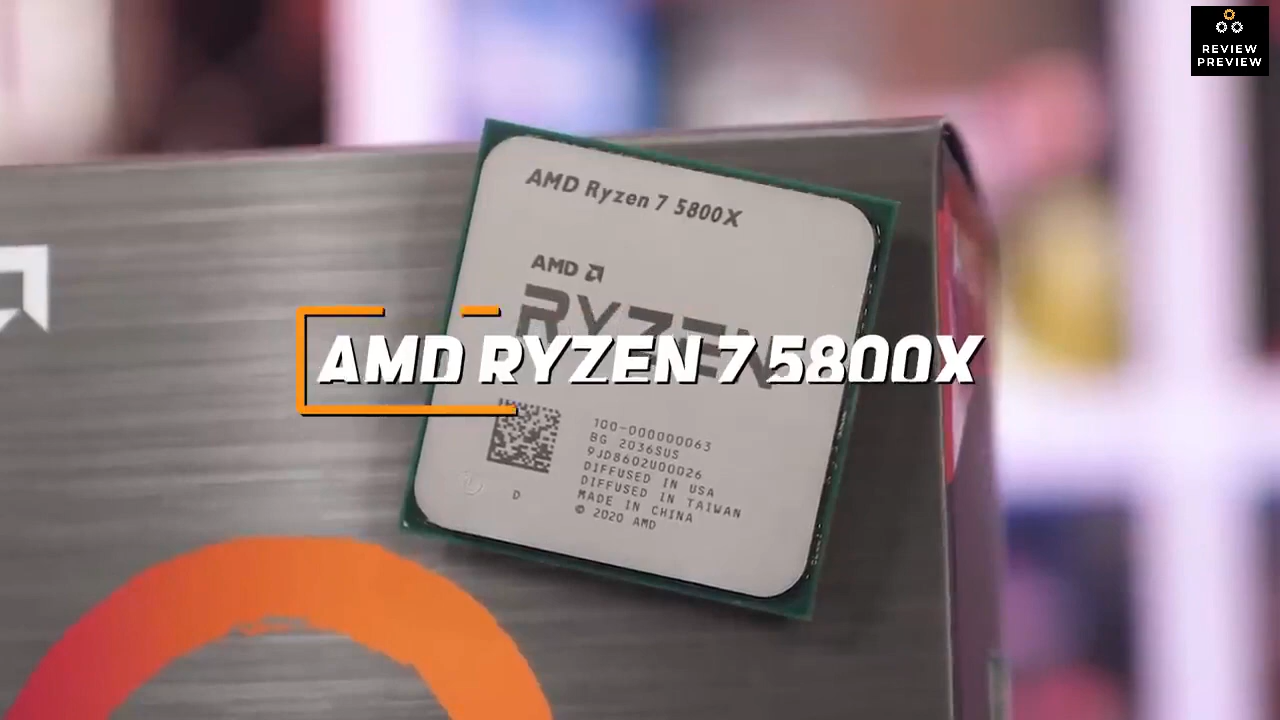 REVIEW
PREVIEW
AMD Ryzen 7 5800X
AMD
RYZEN
AMD RYZEN 7 5800X
100-000000063
BG 2036SUS
9JD8602U00026
DIFFUSED IN USA
DIFFUSED IN TAIWAN
MADE IN CHINA
© 2020 AMD
D